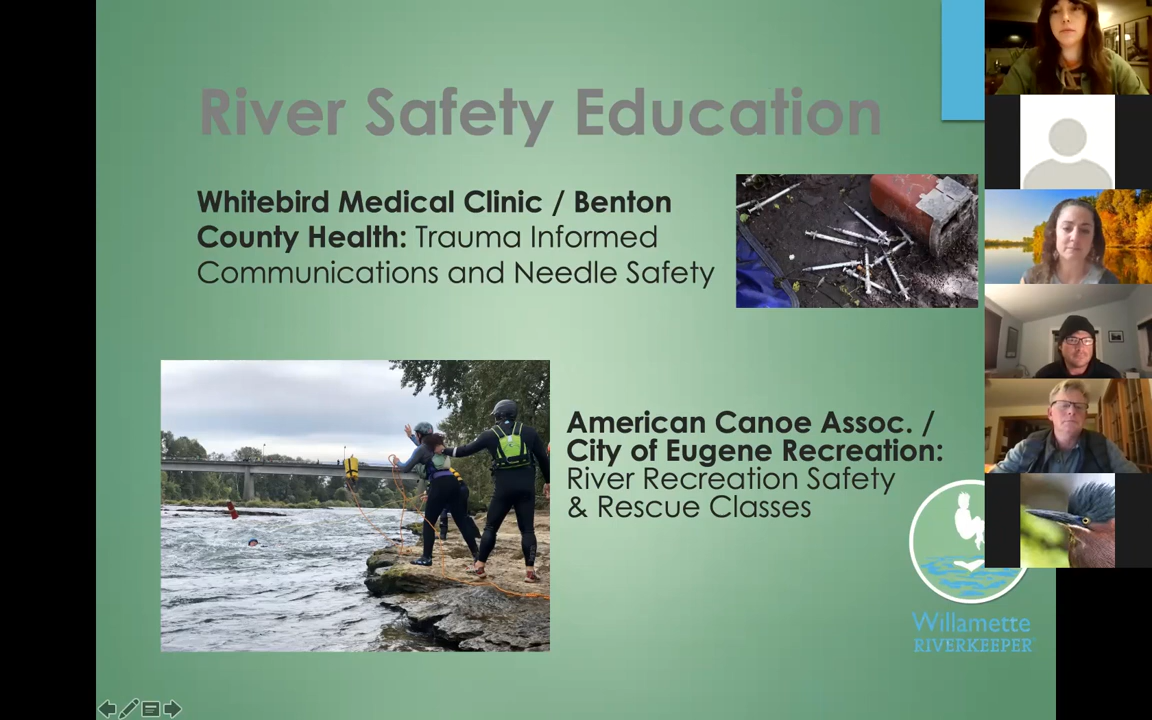 River Safety Education
Whitebird Medical Clinic / Benton
County Health: Trauma Informed
Communications and Needle Safety
American Canoe Assoc. /
City of Eugene Recreation:
River Recreation Safety
& Rescue Classes
Willamette
RIVERKEEPER